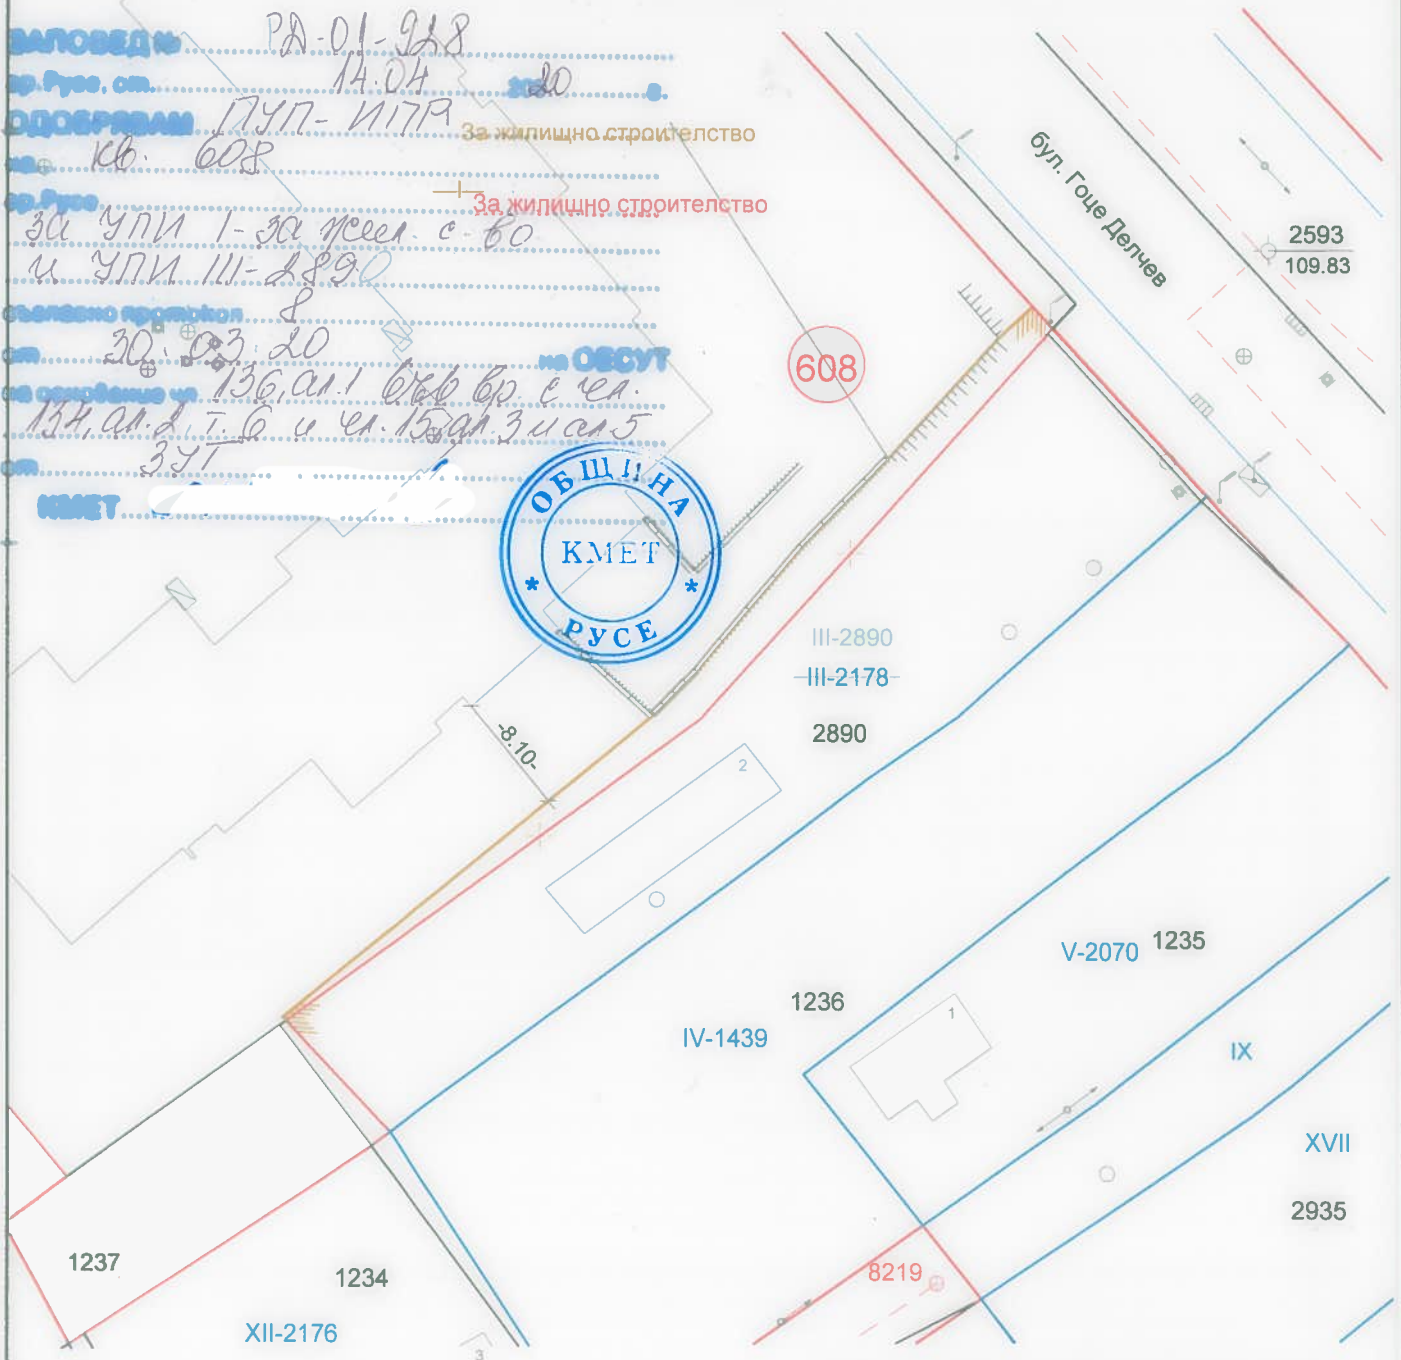 ЗАПОВЕД № РД-01-928
гр. Русе, от 14.04 2020 г.
ОДОБРЯВАМ ПУП-ИПР
на кв. 608
гр. Русе
за УПИ I-за жил. с-во
и УПИ III-2890
съгласно протокол 8
от 30.03.20 на ОЕСУТ
на основание чл. 136, ал.1 във вр. с чл.
134, ал.2, т.6 и чл. 15, ал.3 и ал.5
от ЗУТ
КМЕТ
За жилищно строителство
За жилищно строителство
ОБЩИНА
КМЕТ
* РУСЕ *
бул. Гоце Делчев
2593
109.83
608
III-2890
III-2178
2890
-8.10-
2
V-2070
1235
1236
IV-1439
1
IX
XVII
2935
8219
1237
1234
XII-2176
3